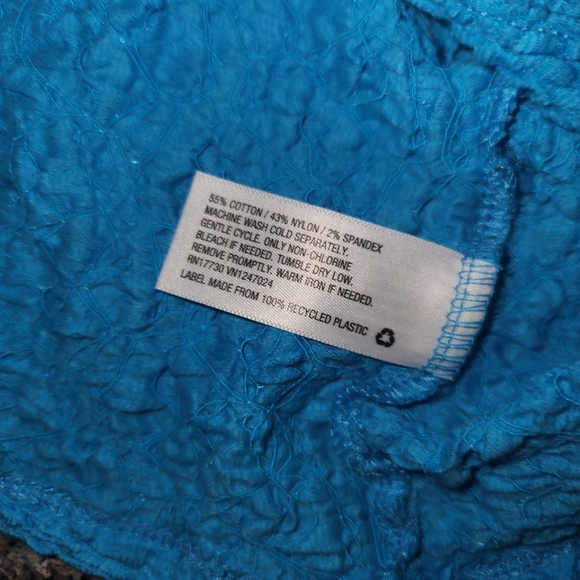 55% COTTON / 43% NYLON / 2% SPANDEX
MACHINE WASH COLD SEPARATELY,
GENTLE CYCLE. ONLY NON-CHLORINE
BLEACH IF NEEDED. TUMBLE DRY LOW.
REMOVE PROMPTLY. WARM IRON IF NEEDED.
RN17730 VN1247024
LABEL MADE FROM 100% RECYCLED PLASTIC